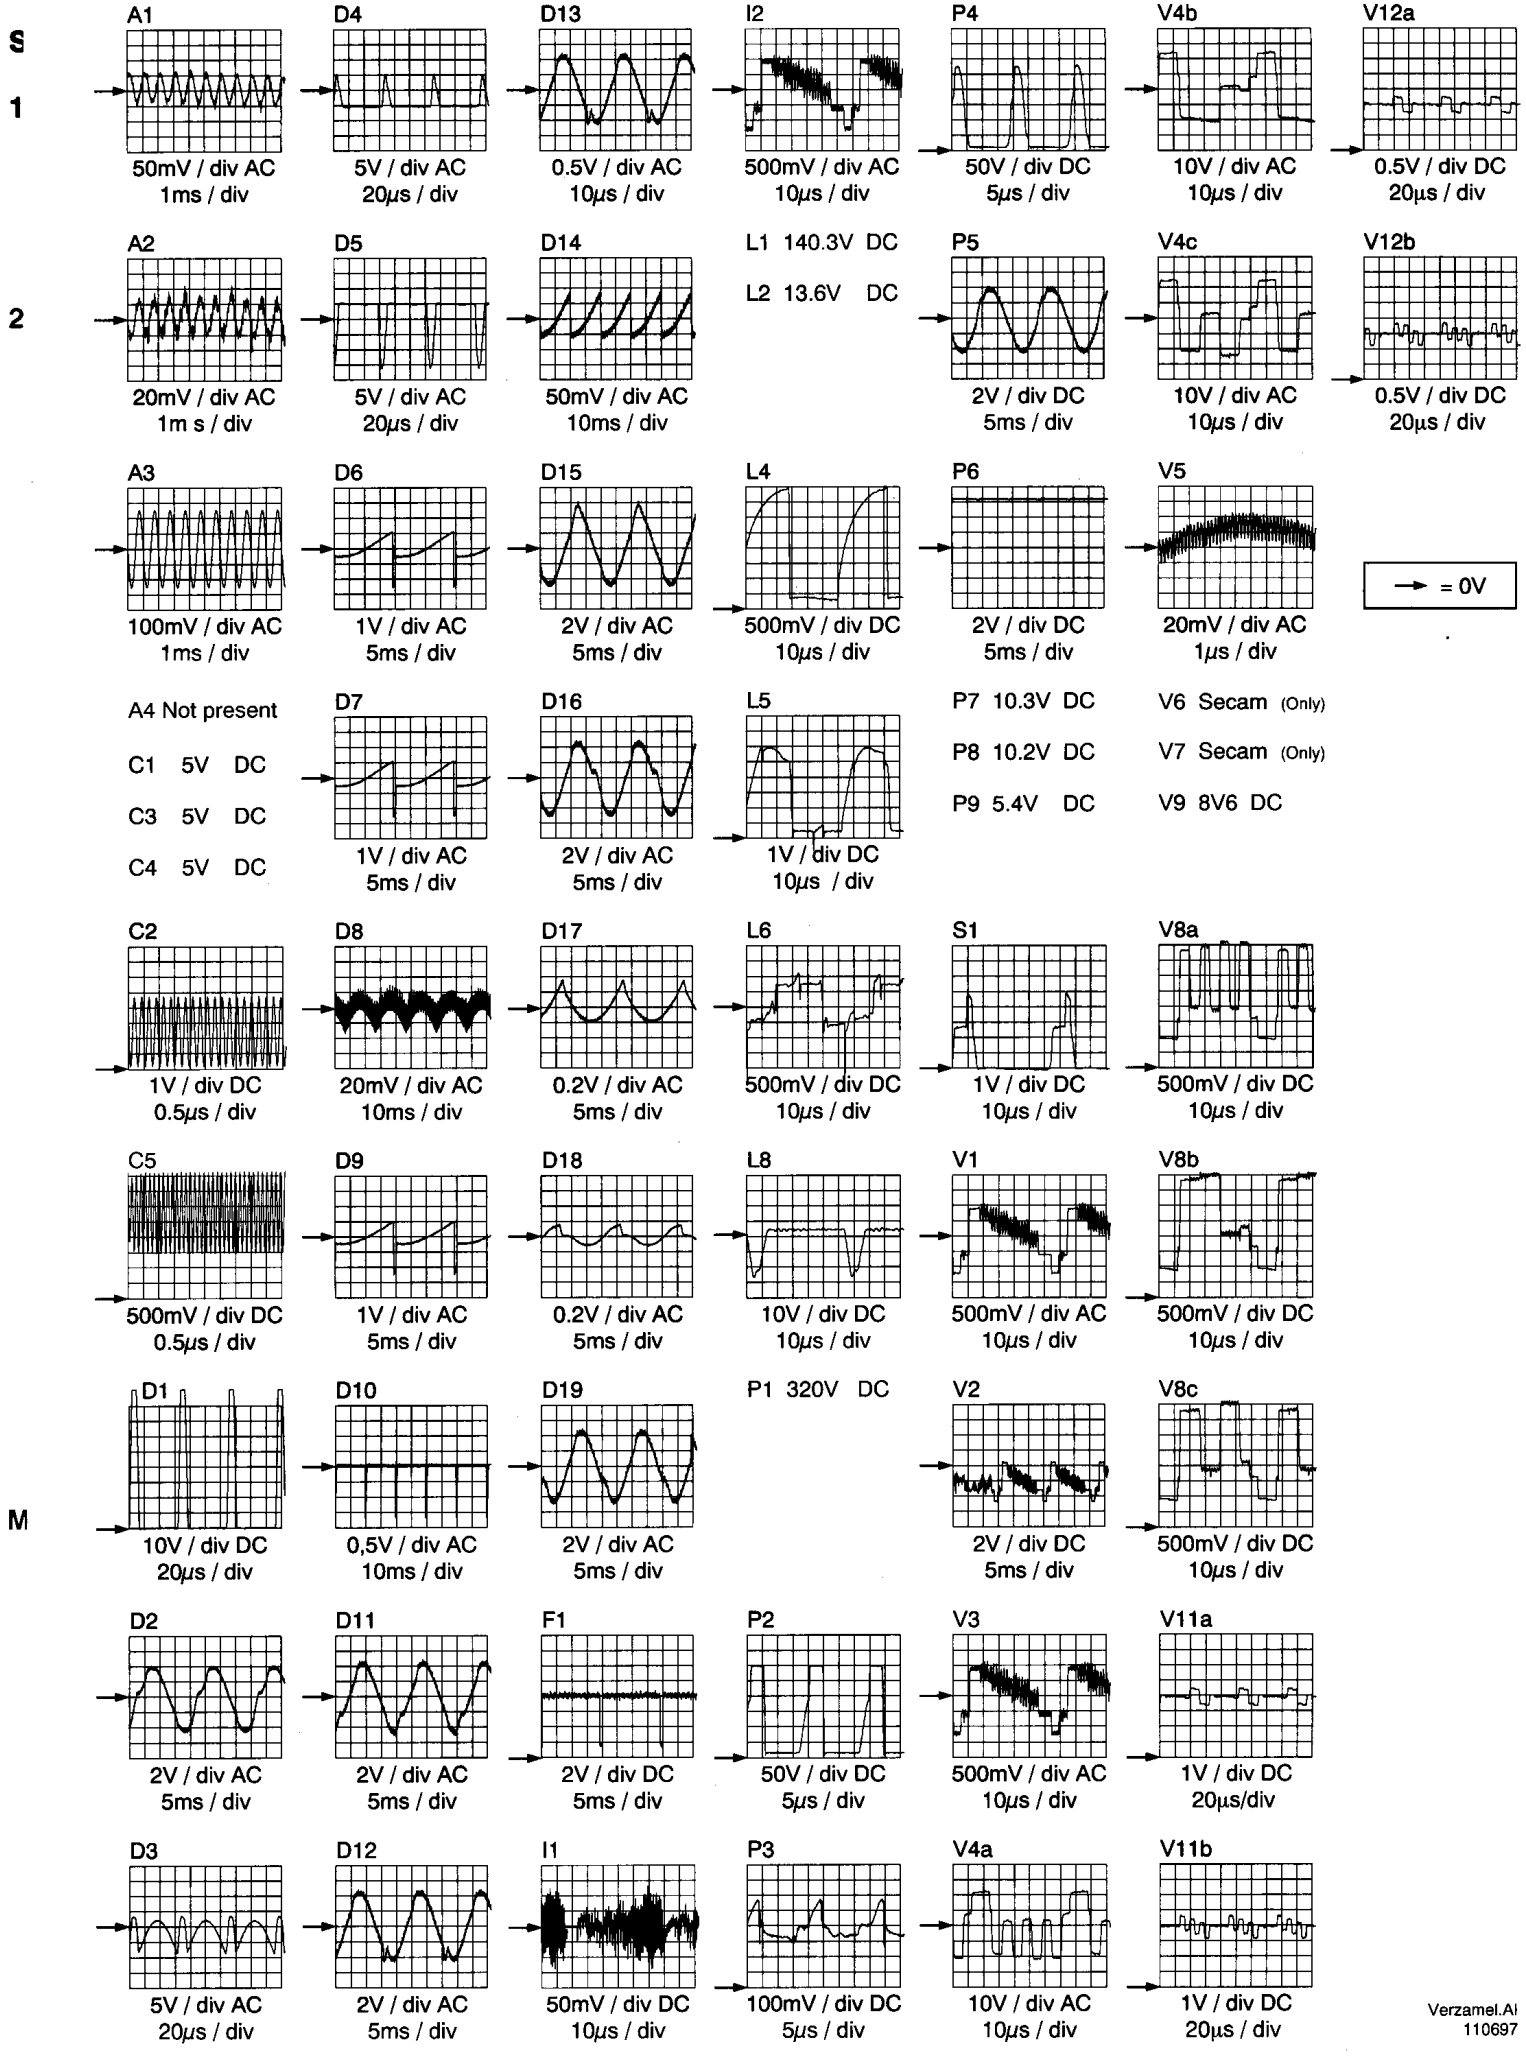 S
1
A1
D4
D13
I2
P4
V4b
V12a
50mV / div AC
1ms / div
5V / div AC
20µs / div
0.5V / div AC
10µs / div
500mV / div AC
10µs / div
50V / div DC
5µs / div
10V / div AC
10µs / div
0.5V / div DC
20µs / div
2
A2
D5
D14
L1 140.3V DC
L2 13.6V DC
P5
V4c
V12b
20mV / div AC
1m s / div
5V / div AC
20µs / div
50mV / div AC
10ms / div
2V / div DC
5ms / div
10V / div AC
10µs / div
0.5V / div DC
20µs / div
A3
D6
D15
L4
P6
V5
= 0V
100mV / div AC
1ms / div
1V / div AC
5ms / div
2V / div AC
5ms / div
500mV / div DC
10µs / div
2V / div DC
5ms / div
20mV / div AC
1µs / div
A4 Not present
C1 5V DC
C3 5V DC
C4 5V DC
D7
D16
L5
P7 10.3V DC
P8 10.2V DC
P9 5.4V DC
V6 Secam (Only)
V7 Secam (Only)
V9 8V6 DC
1V / div AC
5ms / div
2V / div AC
5ms / div
1V / div DC
10µs / div
C2
D8
D17
L6
S1
V8a
1V / div DC
0.5µs / div
20mV / div AC
10ms / div
0.2V / div AC
5ms / div
500mV / div DC
10µs / div
1V / div DC
10µs / div
500mV / div DC
10µs / div
C5
D9
D18
L8
V1
V8b
500mV / div DC
0.5µs / div
1V / div AC
5ms / div
0.2V / div AC
5ms / div
10V / div DC
10µs / div
500mV / div AC
10µs / div
500mV / div DC
10µs / div
M
D1
D10
D19
P1 320V DC
V2
V8c
10V / div DC
20µs / div
0,5V / div AC
10ms / div
2V / div AC
5ms / div
2V / div DC
5ms / div
500mV / div DC
10µs / div
D2
D11
F1
P2
V3
V11a
2V / div AC
5ms / div
2V / div AC
5ms / div
2V / div DC
5ms / div
50V / div DC
5µs / div
500mV / div AC
10µs / div
1V / div DC
20µs/div
D3
D12
I1
P3
V4a
V11b
5V / div AC
20µs / div
2V / div AC
5ms / div
50mV / div DC
10µs / div
100mV / div DC
5µs / div
10V / div AC
10µs / div
1V / div DC
20µs / div
Verzamel.AI
110697